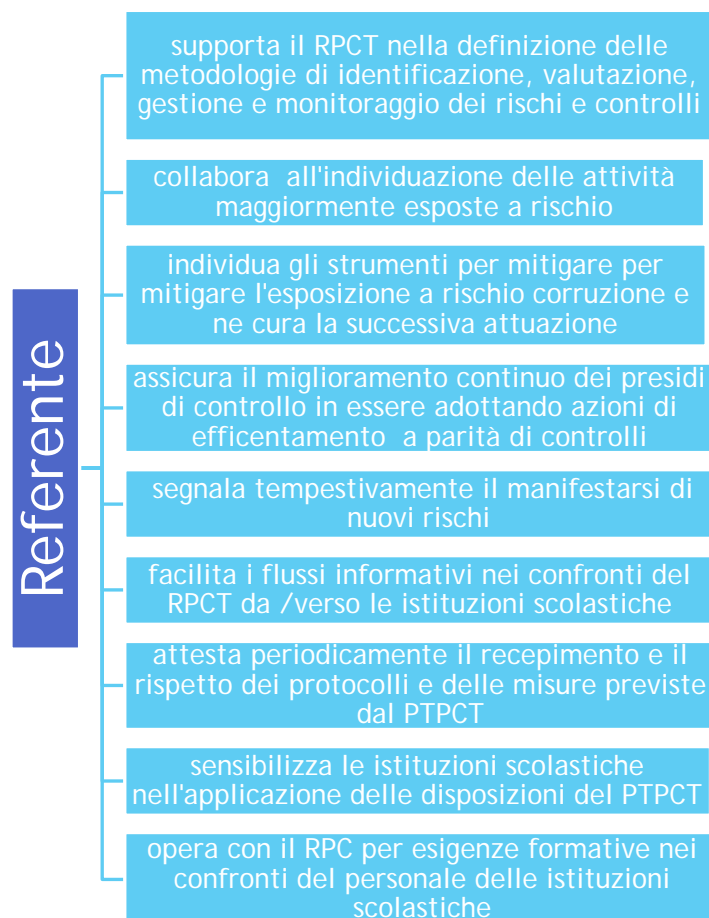 Referente
supporta il RPCT nella definizione delle
metodologie di identificazione, valutazione,
gestione e monitoraggio dei rischi e controlli
collabora all'individuazione delle attività
maggiormente esposte a rischio
individua gli strumenti per mitigare per
mitigare l'esposizione a rischio corruzione e
ne cura la successiva attuazione
assicura il miglioramento continuo dei presidi
di controllo in essere adottando azioni di
efficentamento a parità di controlli
segnala tempestivamente il manifestarsi di
nuovi rischi
facilita i flussi informativi nei confronti del
RPCT da /verso le istituzioni scolastiche
attesta periodicamente il recepimento e il
rispetto dei protocolli e delle misure previste
dal PTPCT
sensibilizza le istituzioni scolastiche
nell'applicazione delle disposizioni del PTPCT
opera con il RPC per esigenze formative nei
confronti del personale delle istituzioni
scolastiche